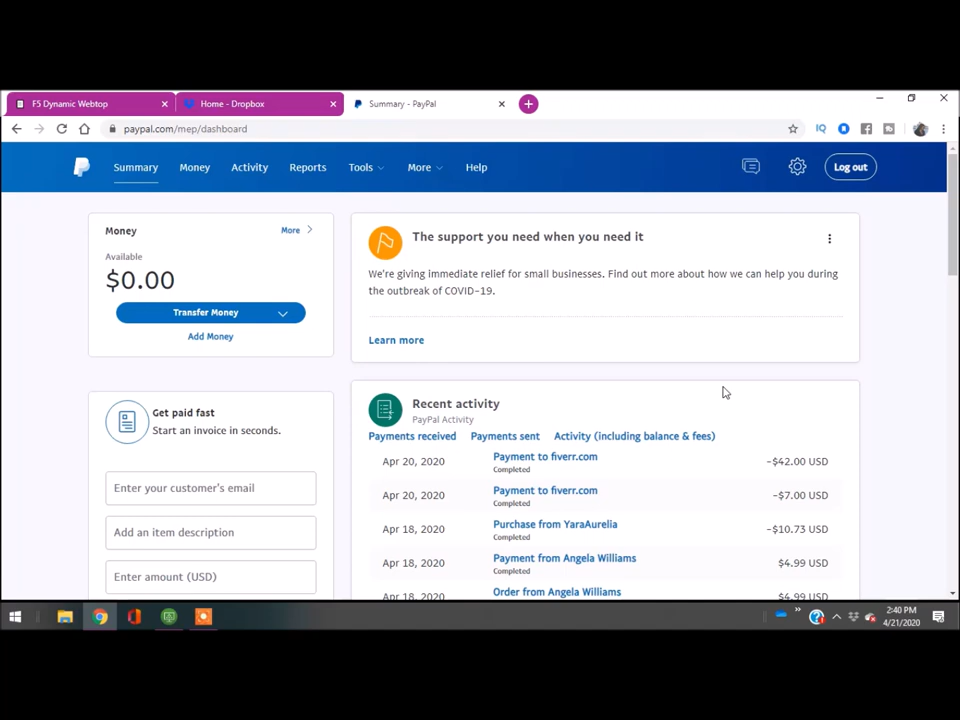 F5 Dynamic Webtop
Home - Dropbox
Summary - PayPal
paypal.com/mep/dashboard
Summary Money Activity Reports Tools More Help
Log out
Money
More
Available
$0.00
Transfer Money
Add Money
The support you need when you need it
We're giving immediate relief for small businesses. Find out more about how we can help you during
the outbreak of COVID-19.
Learn more
Get paid fast
Start an invoice in seconds.
Enter your customer's email
Add an item description
Enter amount (USD)
Recent activity
PayPal Activity
Payments received Payments sent Activity (including balance & fees)
Apr 20, 2020 Payment to fiverr.com -$42.00 USD
Completed
Apr 20, 2020 Payment to fiverr.com -$7.00 USD
Completed
Apr 18, 2020 Purchase from YaraAurelia -$10.73 USD
Completed
Apr 18, 2020 Payment from Angela Williams $4.99 USD
Completed
Apr 18, 2020 Order from Angela Williams $4.99 USD
2:40 PM
4/21/2020